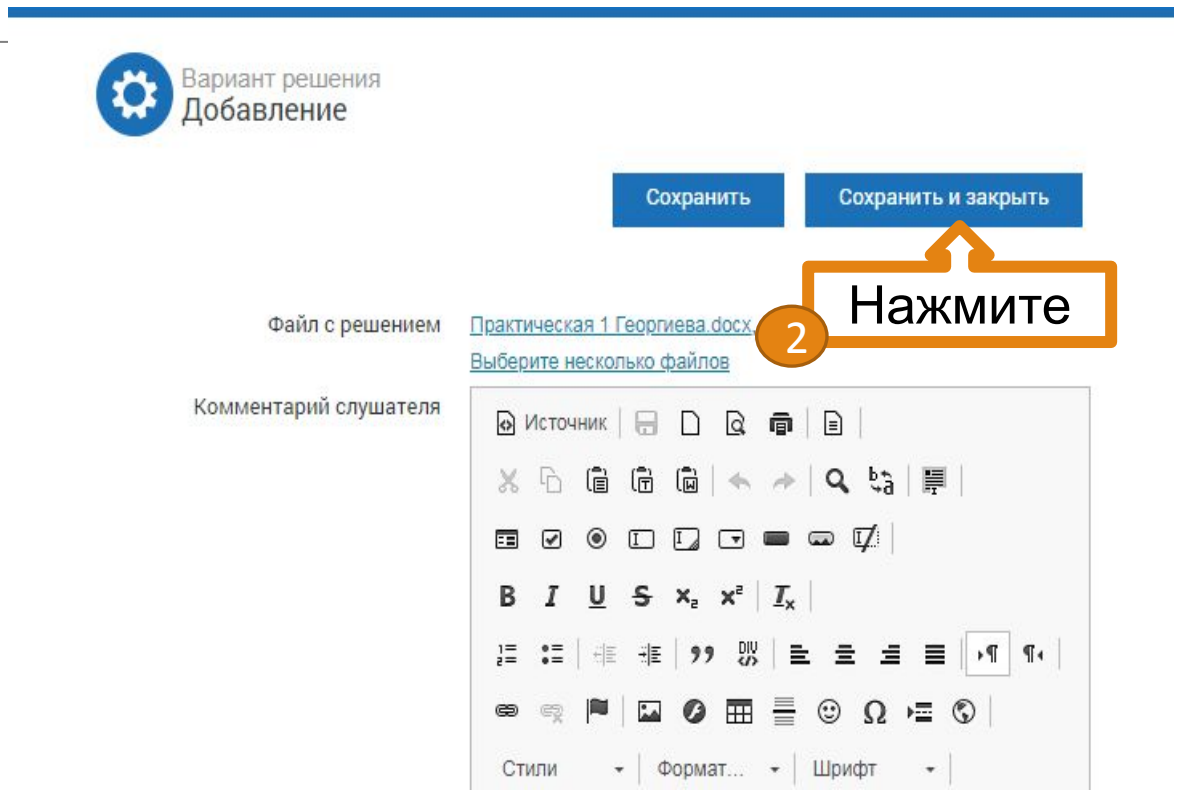 Вариант решения
Добавление
Сохранить
Сохранить и закрыть
Нажмите
2
Файл с решением
Практическая 1 Георгиева.docx,
Выберите несколько файлов
Комментарий слушателя
Источник
Стили
Формат...
Шрифт